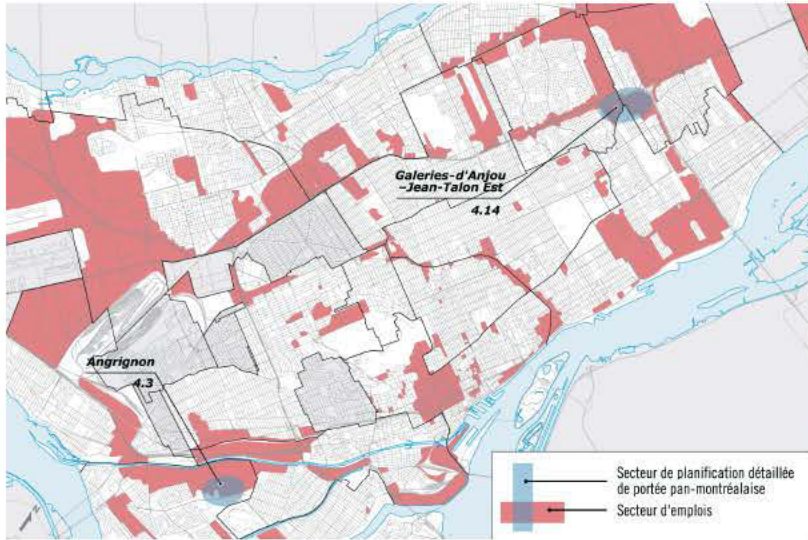 Galeries-d'Anjou
-Jean-Talon Est
4.14
Angrignon
4.3
N
Secteur de planification détaillée
de portée pan-montréalaise
Secteur d'emplois